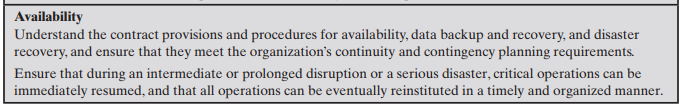 Availability
Understand the contract provisions and procedures for availability, data backup and recovery, and disaster
recovery, and ensure that they meet the organization's continuity and contingency planning requirements.
Ensure that during an intermediate or prolonged disruption or a serious disaster, critical operations can be
immediately resumed, and that all operations can be eventually reinstituted in a timely and organized manner.